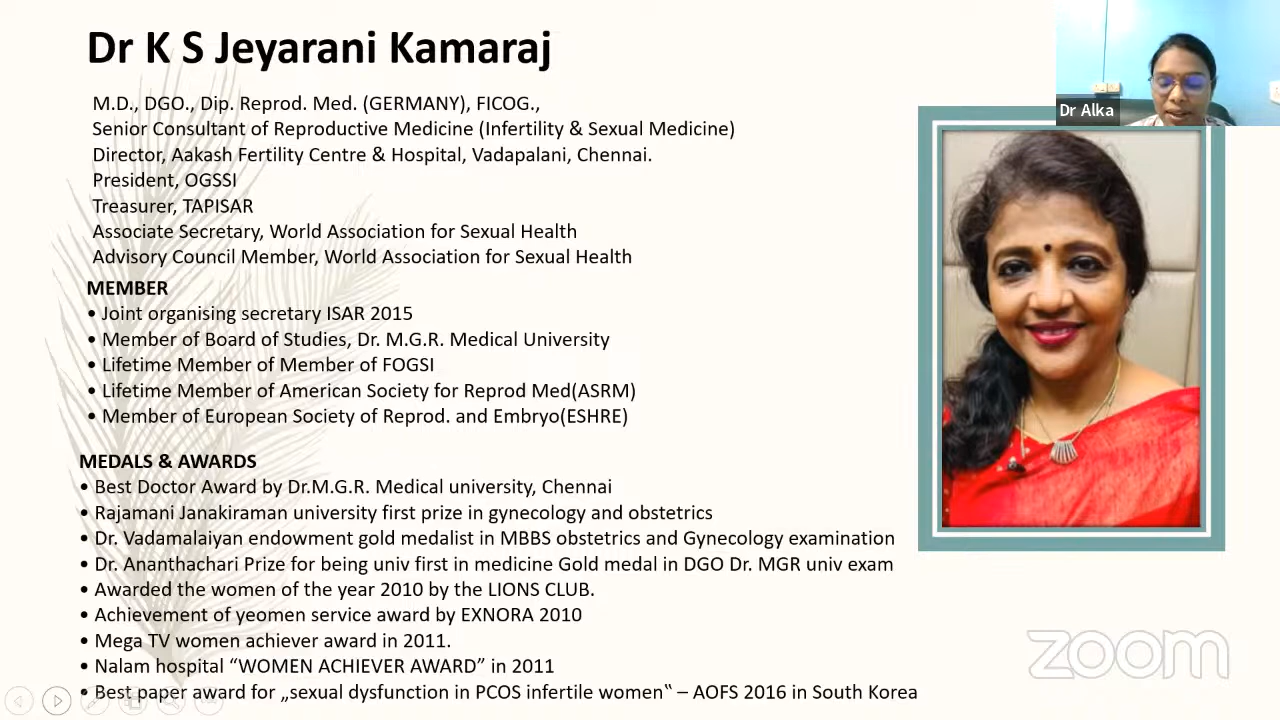 Dr K S Jeyarani Kamaraj
M.D., DGO., Dip. Reprod. Med. (GERMANY), FICOG.,
Senior Consultant of Reproductive Medicine (Infertility & Sexual Medicine)
Director, Aakash Fertility Centre & Hospital, Vadapalani, Chennai.
President, OGSSI
Treasurer, TAPISAR
Associate Secretary, World Association for Sexual Health
Advisory Council Member, World Association for Sexual Health
MEMBER
• Joint organising secretary ISAR 2015
• Member of Board of Studies, Dr. M.G.R. Medical University
• Lifetime Member of Member of FOGSI
• Lifetime Member of American Society for Reprod Med(ASRM)
• Member of European Society of Reprod. and Embryo(ESHRE)
MEDALS & AWARDS
• Best Doctor Award by Dr.M.G.R. Medical university, Chennai
• Rajamani Janakiraman university first prize in gynecology and obstetrics
• Dr. Vadamalaiyan endowment gold medalist in MBBS obstetrics and Gynecology examination
• Dr. Ananthachari Prize for being univ first in medicine Gold medal in DGO Dr. MGR univ exam
• Awarded the women of the year 2010 by the LIONS CLUB.
• Achievement of yeomen service award by EXNORA 2010
• Mega TV women achiever award in 2011.
• Nalam hospital “WOMEN ACHIEVER AWARD” in 2011
• Best paper award for „sexual dysfunction in PCOS infertile women‟ – AOFS 2016 in South Korea
Dr Alka
zoom